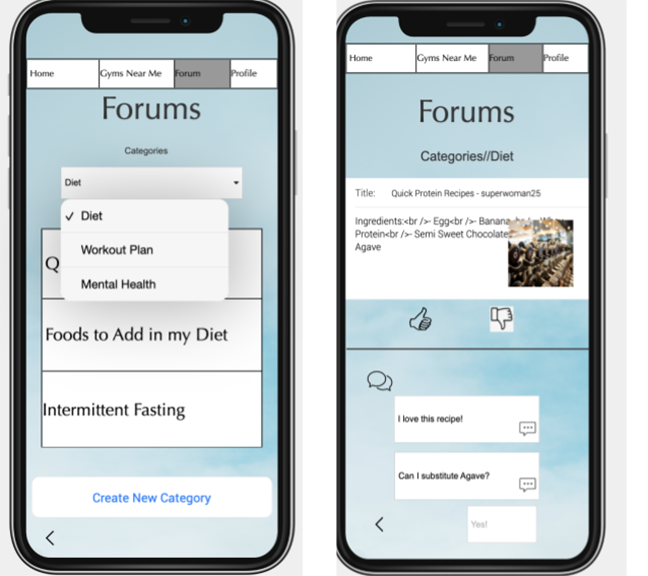 Home Gyms Near Me Forum Profile
Forums
Categories
Diet
✓ Diet
Workout Plan
Mental Health
Q
Foods to Add in my Diet
Intermittent Fasting
Create New Category
Home Gyms Near Me Forum Profile
Forums
Categories//Diet
Title: Quick Protein Recipes - superwoman25
Ingredients:<br />- Egg<br />- Banana
Protein<br />- Semi Sweet Chocolate
Agave
I love this recipe!
Can I substitute Agave?
Yes!